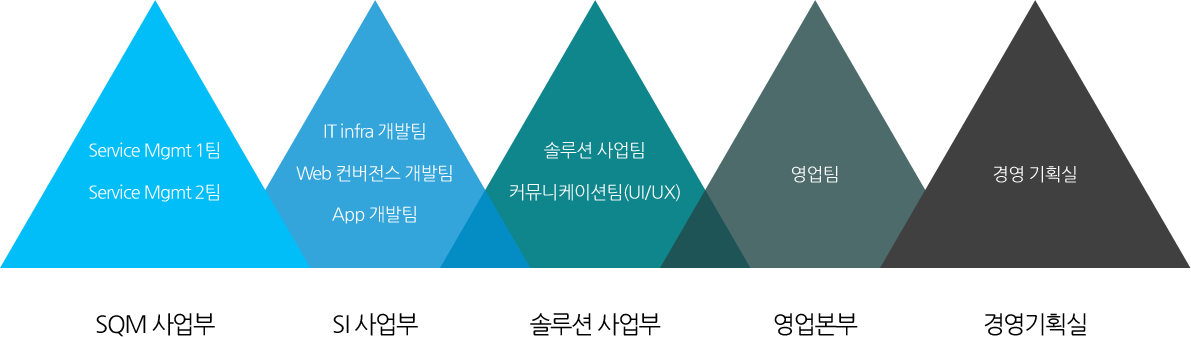 Service Mgmt 1팀
Service Mgmt 2팀
IT infra 개발팀
Web 컨버전스 개발팀
App 개발팀
솔루션 사업팀
커뮤니케이션팀(UI/UX)
영업팀
경영 기획실
SQM 사업부
SI 사업부
솔루션 사업부
영업본부
경영기획실